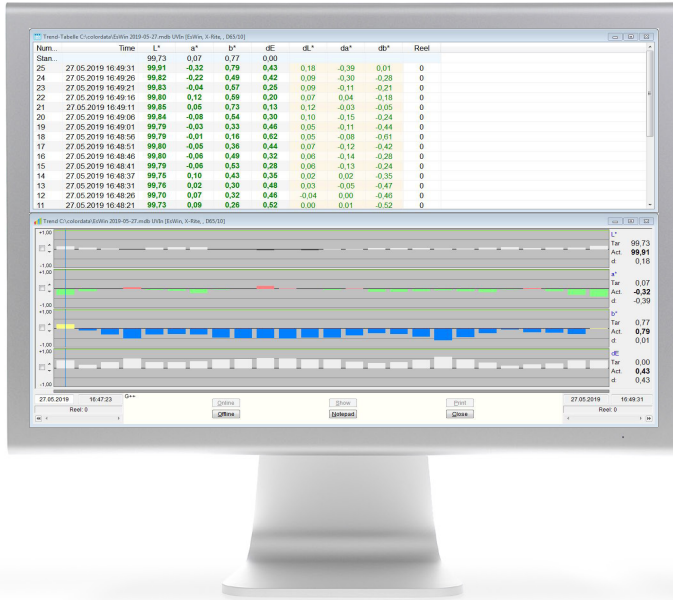 Trend-Tabelle C:\colordata\EsWin 2019-05-27.mdb UVIn [EsWin, X-Rite, , D65/10]
Num... Time L* a* b* dE dL* da* db* Reel
Stan... 99,73 0,07 0,77 0,00
25 27.05.2019 16:49:31 99,91 -0,32 0,79 0,43 0,18 -0,39 0,01 0
24 27.05.2019 16:49:26 99,82 -0,22 0,49 0,42 0,09 -0,30 -0,28 0
23 27.05.2019 16:49:21 99,83 -0,04 0,57 0,25 0,09 -0,11 -0,21 0
22 27.05.2019 16:49:16 99,80 0,12 0,59 0,20 0,07 0,04 -0,18 0
21 27.05.2019 16:49:11 99,85 0,05 0,73 0,13 0,12 -0,03 -0,05 0
20 27.05.2019 16:49:06 99,84 -0,08 0,54 0,30 0,10 -0,15 -0,24 0
19 27.05.2019 16:49:01 99,79 -0,03 0,33 0,46 0,05 -0,11 -0,44 0
18 27.05.2019 16:48:56 99,79 -0,01 0,16 0,62 0,05 -0,08 -0,61 0
17 27.05.2019 16:48:51 99,80 -0,05 0,36 0,44 0,07 -0,12 -0,42 0
16 27.05.2019 16:48:46 99,80 -0,06 0,49 0,32 0,06 -0,14 -0,28 0
15 27.05.2019 16:48:41 99,79 -0,06 0,53 0,28 0,06 -0,13 -0,24 0
14 27.05.2019 16:48:37 99,75 0,10 0,43 0,35 0,02 0,02 -0,35 0
13 27.05.2019 16:48:31 99,76 0,02 0,30 0,48 0,03 -0,05 -0,47 0
12 27.05.2019 16:48:26 99,70 0,07 0,32 0,46 -0,04 0,00 -0,46 0
11 27.05.2019 16:48:21 99,73 0,09 0,26 0,52 0,00 0,01 -0,52 0
Trend C:\colordata\EsWin 2019-05-27.mdb UVIn [EsWin, X-Rite, , D65/10]
+1,00 L*
Tar 99,73
Act. 99,91
-1,00 d: 0,18
+1,00 a*
Tar 0,07
Act. -0,32
-1,00 d: -0,39
+1,00 b*
Tar 0,77
Act. 0,79
-1,00 d: 0,01
+1,00 dE
Tar 0,00
Act. 0,43
-1,00 d: 0,43
27.05.2019 16:47:23 G++ 27.05.2019 16:49:31
Online Show Print
Reel: 0 Reel: 0
Offline Notepad Close